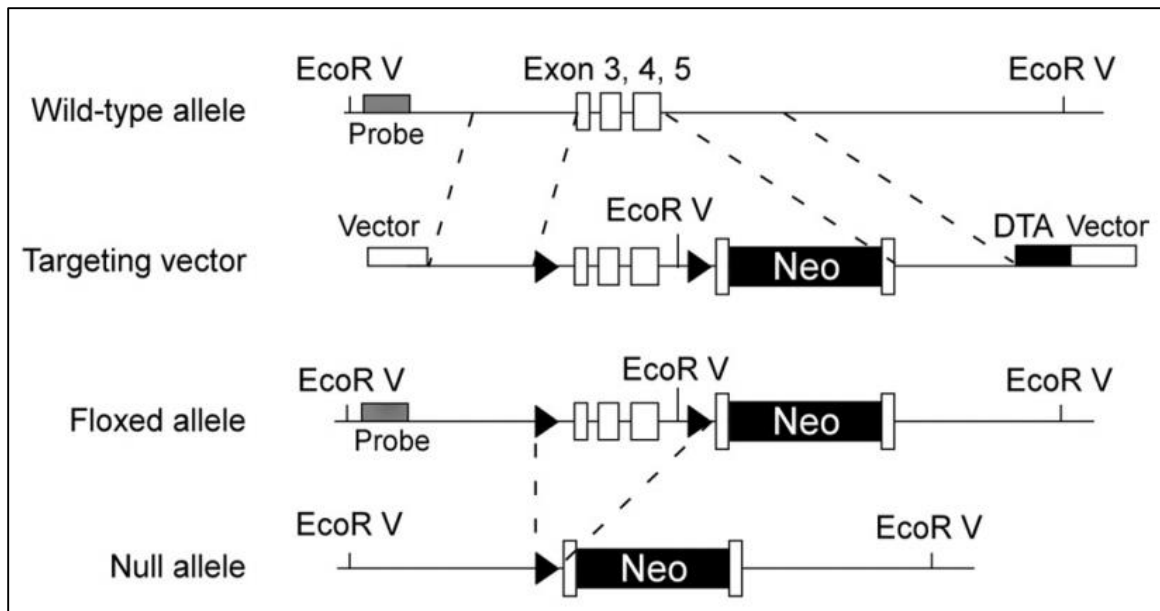 EcoR V Exon 3, 4, 5 EcoR V
Wild-type allele
Probe
EcoR V
Vector DTA Vector
Targeting vector
Neo
EcoR V EcoR V EcoR V
Floxed allele
Neo
Probe
EcoR V EcoR V
Null allele
Neo